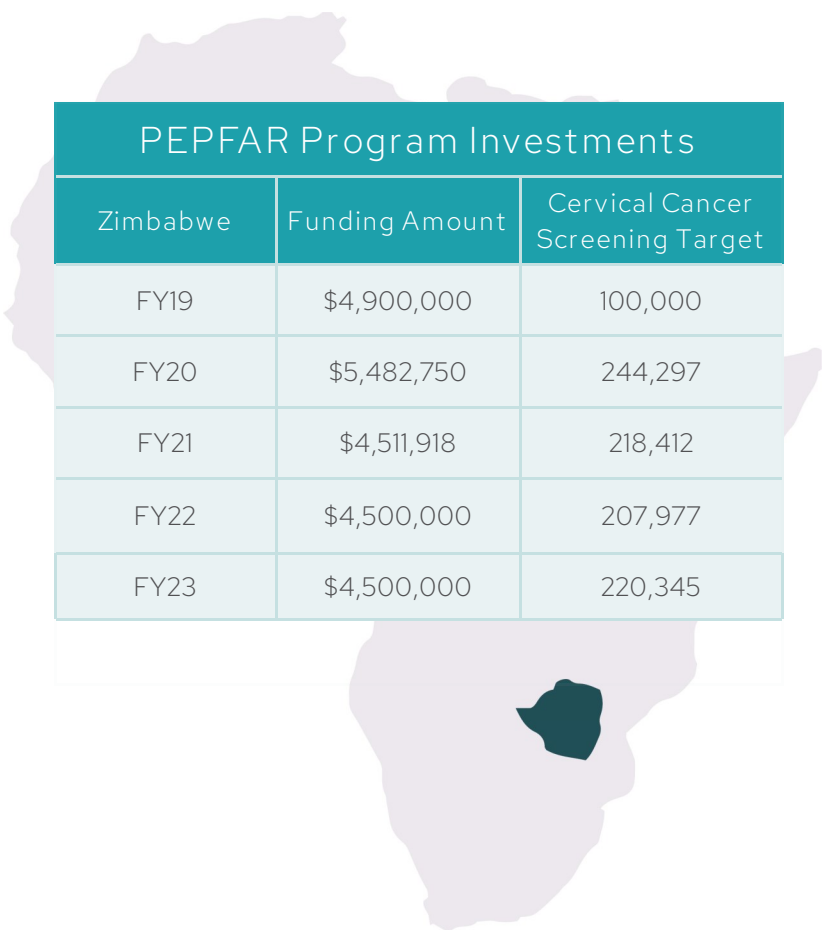 PEPFAR Program Investments
Zimbabwe
Funding Amount
Cervical Cancer
Screening Target
FY19 $4,900,000 100,000
FY20 $5,482,750 244,297
FY21 $4,511,918 218,412
FY22 $4,500,000 207,977
FY23 $4,500,000 220,345